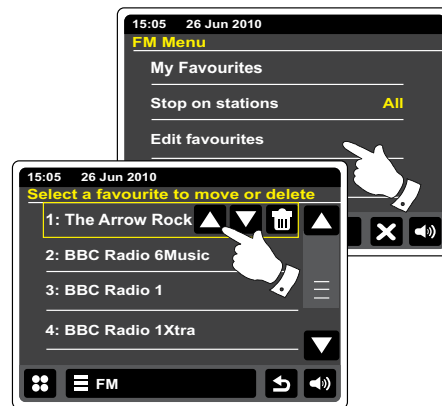 15:05 26 Jun 2010
FM Menu
My Favourites
Stop on stations All
Edit favourites
15:05 26 Jun 2010
Select a favourite to move or delete
1: The Arrow Rock
2: BBC Radio 6Music
3: BBC Radio 1
4: BBC Radio 1Xtra
FM